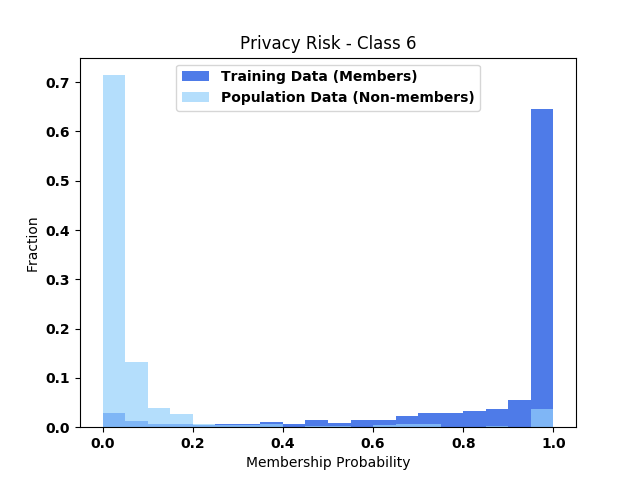 Privacy Risk - Class 6
Training Data (Members)
Population Data (Non-members)
Fraction
0.7
0.6
0.5
0.4
0.3
0.2
0.1
0.0
0.0 0.2 0.4 0.6 0.8 1.0
Membership Probability